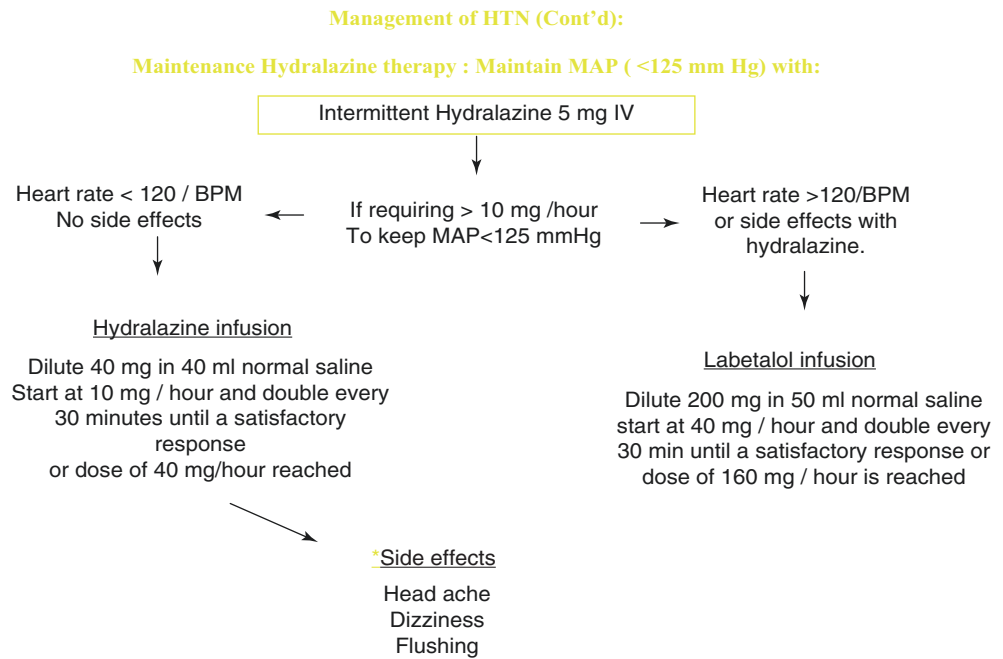 Management of HTN (Cont'd):
Maintenance Hydralazine therapy : Maintain MAP ( <125 mm Hg) with:
Intermittent Hydralazine 5 mg IV
Heart rate < 120 / BPM
No side effects
If requiring > 10 mg /hour
To keep MAP<125 mmHg
Heart rate >120/BPM
or side effects with
hydralazine.
Hydralazine infusion
Dilute 40 mg in 40 ml normal saline
Start at 10 mg / hour and double every
30 minutes until a satisfactory
response
or dose of 40 mg/hour reached
Labetalol infusion
Dilute 200 mg in 50 ml normal saline
start at 40 mg / hour and double every
30 min until a satisfactory response or
dose of 160 mg / hour is reached
*Side effects
Head ache
Dizziness
Flushing